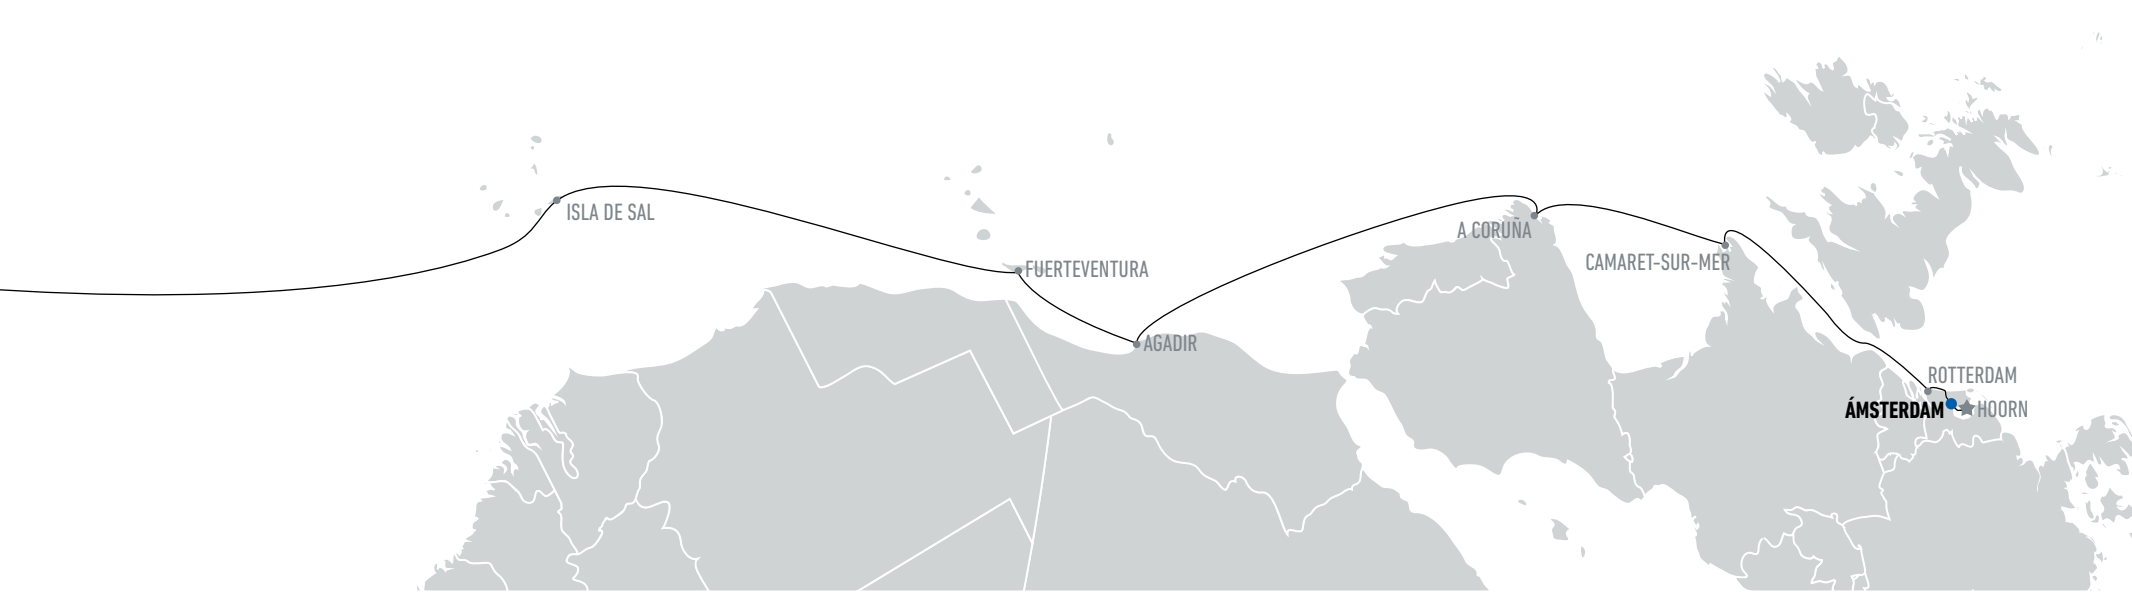 ISLA DE SAL
FUERTEVENTURA
AGADIR
A CORUÑA
CAMARET-SUR-MER
ROTTERDAM
ÁMSTERDAM
HOORN